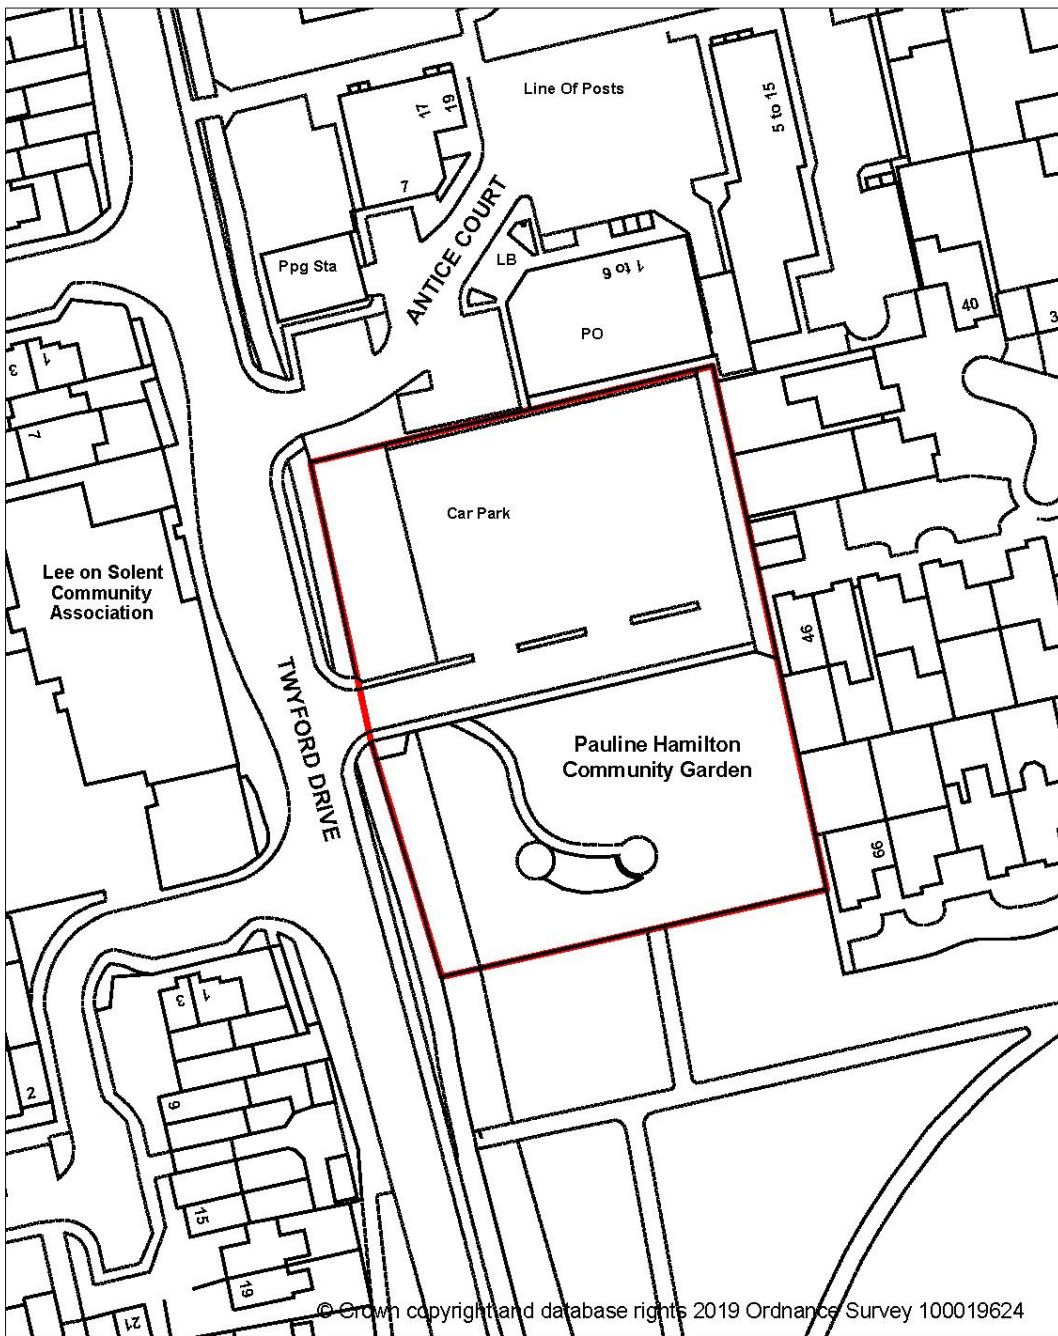 Line Of Posts
19
17
5 to 15
7
ANTICE COURT
Ppg Sta
LB
1 to 6
PO
40
3
1
3
7
Car Park
Lee on Solent
Community
Association
46
TWYFORD DRIVE
Pauline Hamilton
Community Garden
66
3
1
2
9
15
19
21
© Crown copyright and database rights 2019 Ordnance Survey 100019624